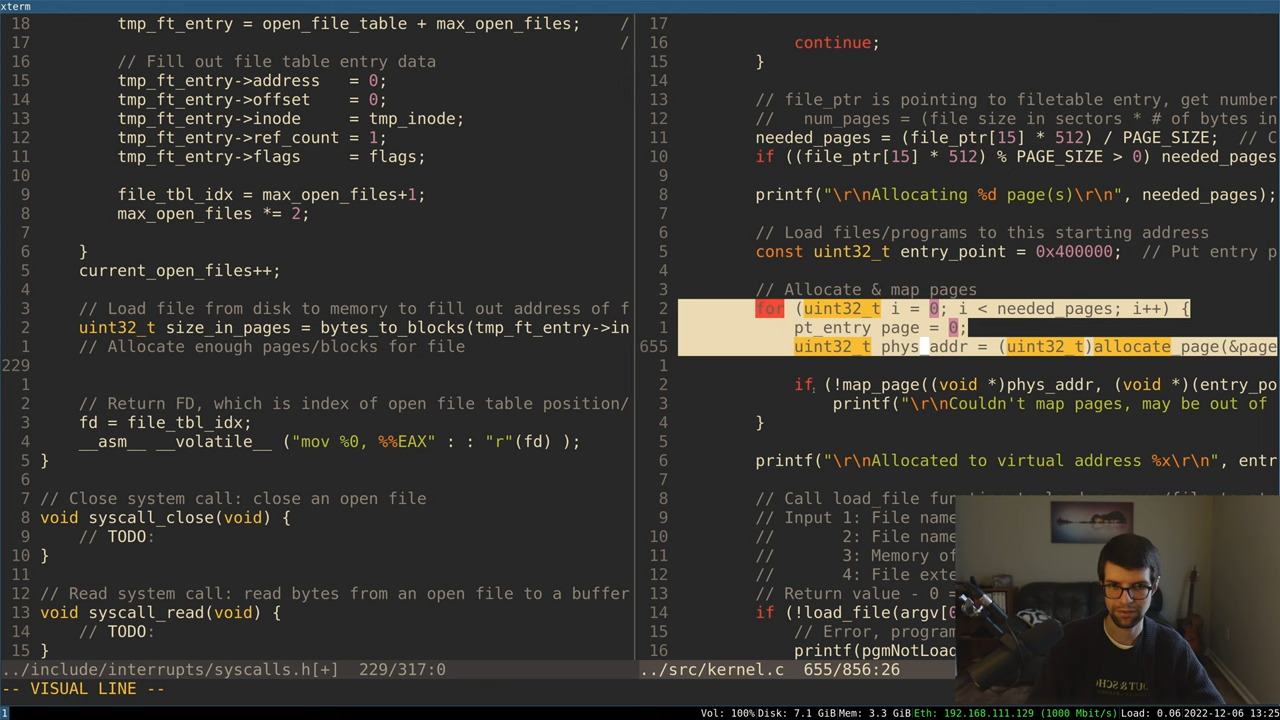 xterm
18         tmp_ft_entry = open_file_table + max_open_files;    /
17                                                             /
16         // Fill out file table entry data
15         tmp_ft_entry->address   = 0;
14         tmp_ft_entry->offset    = 0;
13         tmp_ft_entry->inode     = tmp_inode;
12         tmp_ft_entry->ref_count = 1;
11         tmp_ft_entry->flags     = flags;
10
9         file_tbl_idx = max_open_files+1;
8         max_open_files *= 2;
7
6     }
5     current_open_files++;
4
3     // Load file from disk to memory to fill out address of f
2     uint32_t size_in_pages = bytes_to_blocks(tmp_ft_entry->in
1     // Allocate enough pages/blocks for file
229
1
2     // Return FD, which is index of open file table position/
3     fd = file_tbl_idx;
4     __asm__ __volatile__ ("mov %0, %%EAX" : : "r"(fd) );
5 }
6
7 // Close system call: close an open file
8 void syscall_close(void) {
9     // TODO:
10 }
11
12 // Read system call: read bytes from an open file to a buffer
13 void syscall_read(void) {
14     // TODO:
15 }
../include/interrupts/syscalls.h[+]  229/317:0
17
16             continue;
15         }
14
13         // file_ptr is pointing to filetable entry, get number
12         //   num_pages = (file size in sectors * # of bytes in
11         needed_pages = (file_ptr[15] * 512) / PAGE_SIZE;  // C
10         if ((file_ptr[15] * 512) % PAGE_SIZE > 0) needed_pages
9
8         printf("\r\nAllocating %d page(s)\r\n", needed_pages);
7
6         // Load files/programs to this starting address
5         const uint32_t entry_point = 0x400000;  // Put entry p
4
3         // Allocate & map pages
2         for (uint32_t i = 0; i < needed_pages; i++) {
1             pt_entry page = 0;
655             uint32_t phys_addr = (uint32_t)allocate_page(&page
1
2             if (!map_page((void *)phys_addr, (void *)(entry_po
3                 printf("\r\nCouldn't map pages, may be out of
4         }
5
6         printf("\r\nAllocated to virtual address %x\r\n", entr
7
8         // Call load_file
9         // Input 1: File name
10         //       2: File name
11         //       3: Memory of
12         //       4: File exte
13         // Return value - 0 =
14         if (!load_file(argv[0
15             // Error, program
16             printf(pgmNotLoad
../src/kernel.c  655/856:26
-- VISUAL LINE --
1 Vol: 100% Disk: 7.1 GiB Mem: 3.3 GiB Eth: 192.168.111.129 (1000 Mbit/s) Load: 0.06 2022-12-06 13:25